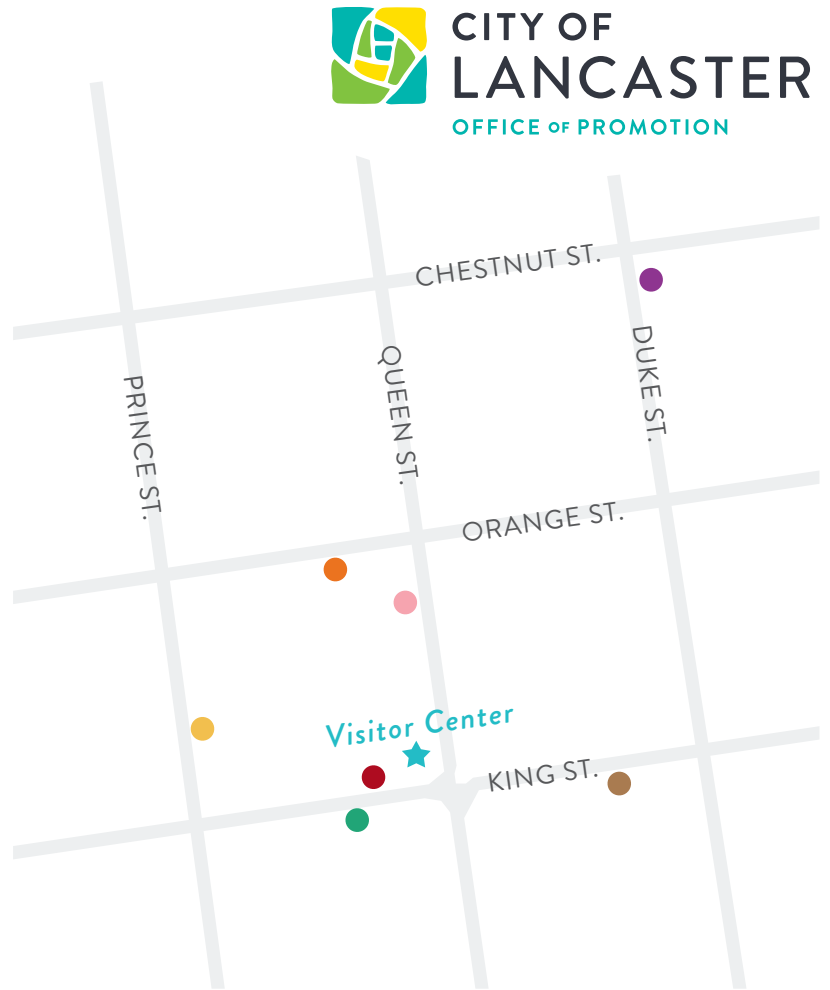 CITY OF
LANCASTER
OFFICE OF PROMOTION
CHESTNUT ST.
DUKE ST.
QUEEN ST.
PRINCE ST.
ORANGE ST.
Visitor Center
KING ST.